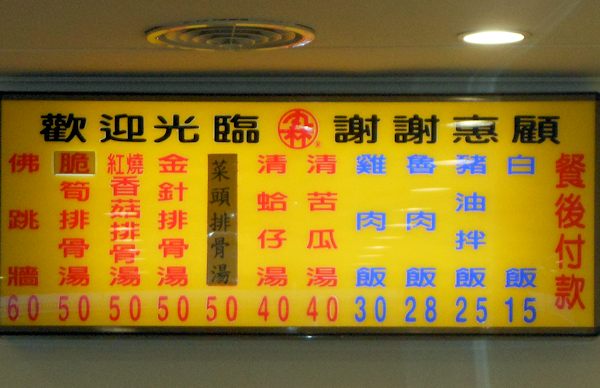 歡迎光臨 丸林 ® 謝謝惠顧
餐後付款
白飯 15
豬油拌飯 25
魯肉飯 28
雞肉飯 30
清苦瓜湯 40
清蛤仔湯 40
菜頭排骨湯 50
金針排骨湯 50
紅燒香菇排骨湯 50
脆筍排骨湯 50
佛跳牆 60